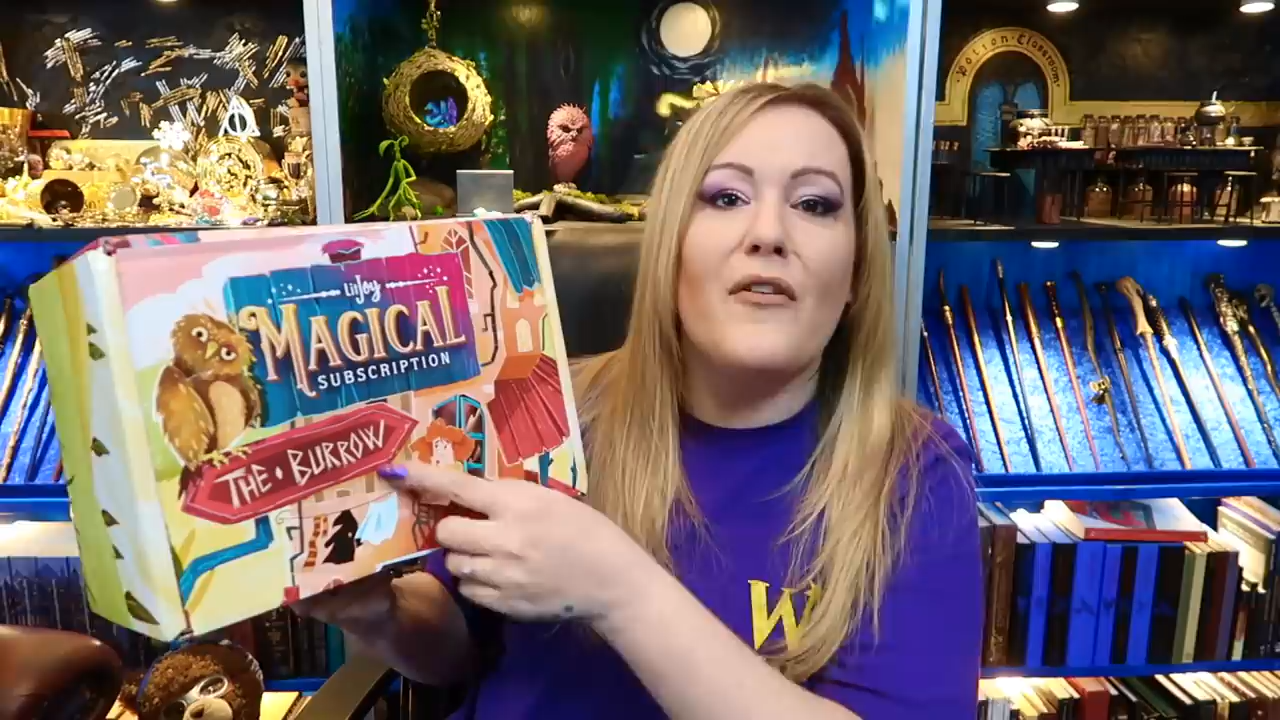 LitJoy
MAGICAL
SUBSCRIPTION
THE • BURROW
Potion Classroom
W